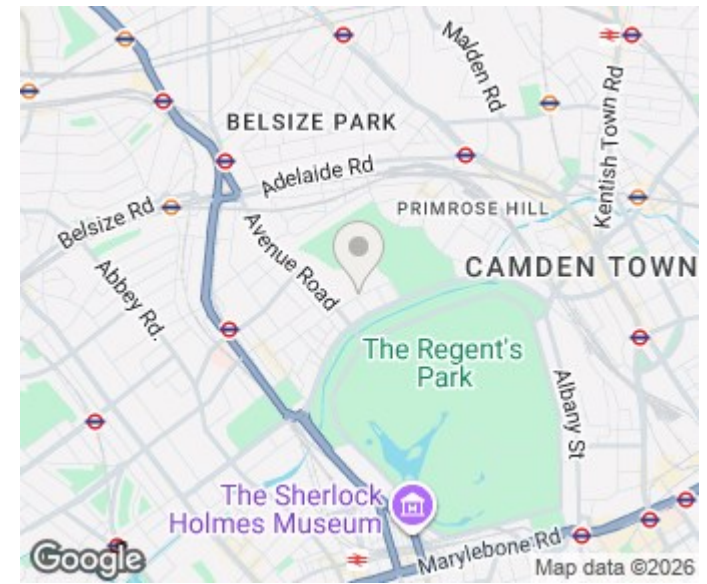 Malden Rd
Kentish Town Rd
BELSIZE PARK
Adelaide Rd
Belsize Rd
PRIMROSE HILL
Avenue Road
Abbey Rd.
CAMDEN TOWN
The Regent's
Park
Albany St
The Sherlock
Holmes Museum
Marylebone Rd
Google
Map data ©2026